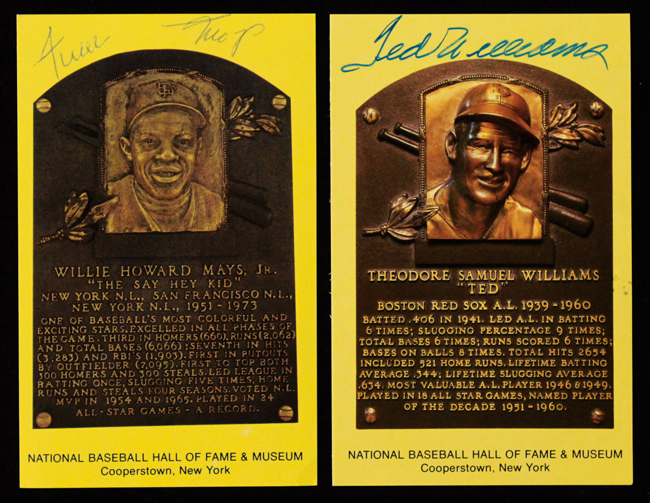 Willie Mays
WILLIE HOWARD MAYS, JR.
"THE SAY HEY KID"
NEW YORK N.L., SAN FRANCISCO N.L.,
NEW YORK N.L., 1951 - 1973
ONE OF BASEBALL'S MOST COLORFUL AND
EXCITING STARS. EXCELLED IN ALL PHASES OF
THE GAME. THIRD IN HOMERS (660), RUNS (2,062)
AND TOTAL BASES (6,066); SEVENTH IN HITS
(3,283) AND RBI'S (1,903). FIRST IN PUTOUTS
BY OUTFIELDER (7,095). FIRST TO TOP BOTH
300 HOMERS AND 300 STEALS. LED LEAGUE IN
BATTING ONCE, SLUGGING FIVE TIMES, HOME
RUNS AND STEALS FOUR SEASONS. VOTED N.L.
MVP IN 1954 AND 1965. PLAYED IN 24
ALL-STAR GAMES - A RECORD.
NATIONAL BASEBALL HALL OF FAME & MUSEUM
Cooperstown, New York
Ted Williams
THEODORE SAMUEL WILLIAMS
"TED"
BOSTON RED SOX A.L. 1939 - 1960
BATTED .406 IN 1941. LED A.L. IN BATTING
6 TIMES; SLUGGING PERCENTAGE 9 TIMES;
TOTAL BASES 6 TIMES; RUNS SCORED 6 TIMES;
BASES ON BALLS 8 TIMES. TOTAL HITS 2654
INCLUDED 521 HOME RUNS. LIFETIME BATTING
AVERAGE .344; LIFETIME SLUGGING AVERAGE
.634. MOST VALUABLE A.L. PLAYER 1946 & 1949.
PLAYED IN 18 ALL STAR GAMES, NAMED PLAYER
OF THE DECADE 1951 - 1960.
NATIONAL BASEBALL HALL OF FAME & MUSEUM
Cooperstown, New York